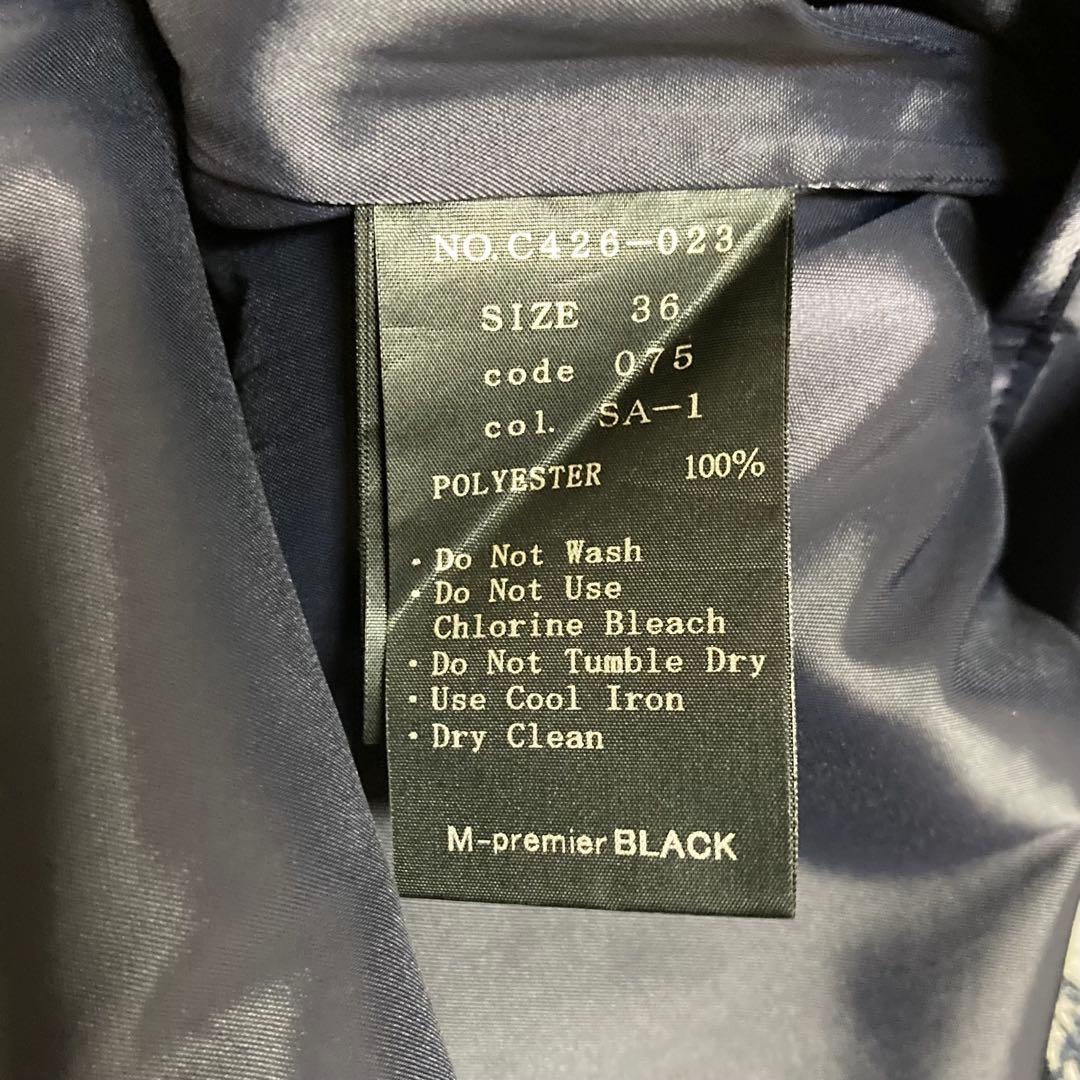 NO.C426-023
SIZE 36
code 075
col. SA-1
POLYESTER 100%
・Do Not Wash
・Do Not Use
Chlorine Bleach
・Do Not Tumble Dry
・Use Cool Iron
・Dry Clean
M-premier BLACK